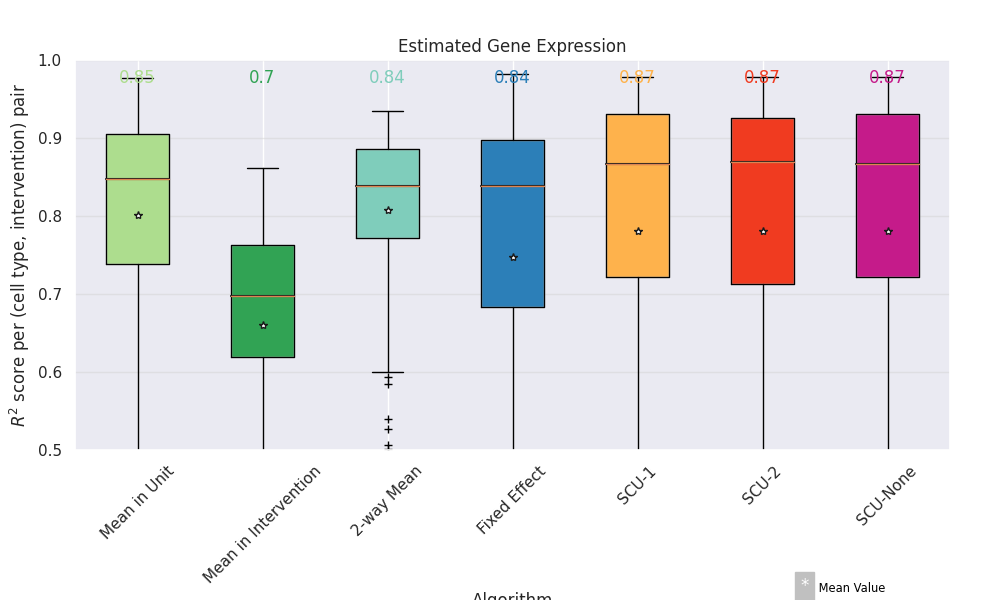 Estimated Gene Expression
1.0
0.9
0.8
0.7
0.6
0.5
R² score per (cell type, intervention) pair
0.85
0.7
0.84
0.84
0.87
0.87
0.87
Mean in Unit
Mean in Intervention
2-way Mean
Fixed Effect
SCU-1
SCU-2
SCU-None
Algorithm
* Mean Value